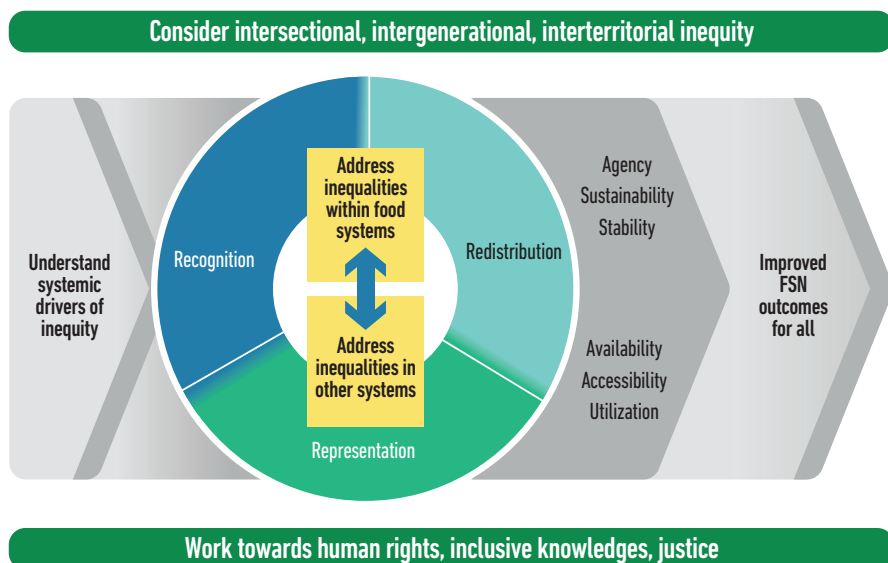 Consider intersectional, intergenerational, interterritorial inequity
Understand
systemic
drivers of
inequity
Recognition
Address
inequalities
within food
systems
Address
inequalities in
other systems
Redistribution
Representation
Agency
Sustainability
Stability
Availability
Accessibility
Utilization
Improved
FSN
outcomes
for all
Work towards human rights, inclusive knowledges, justice